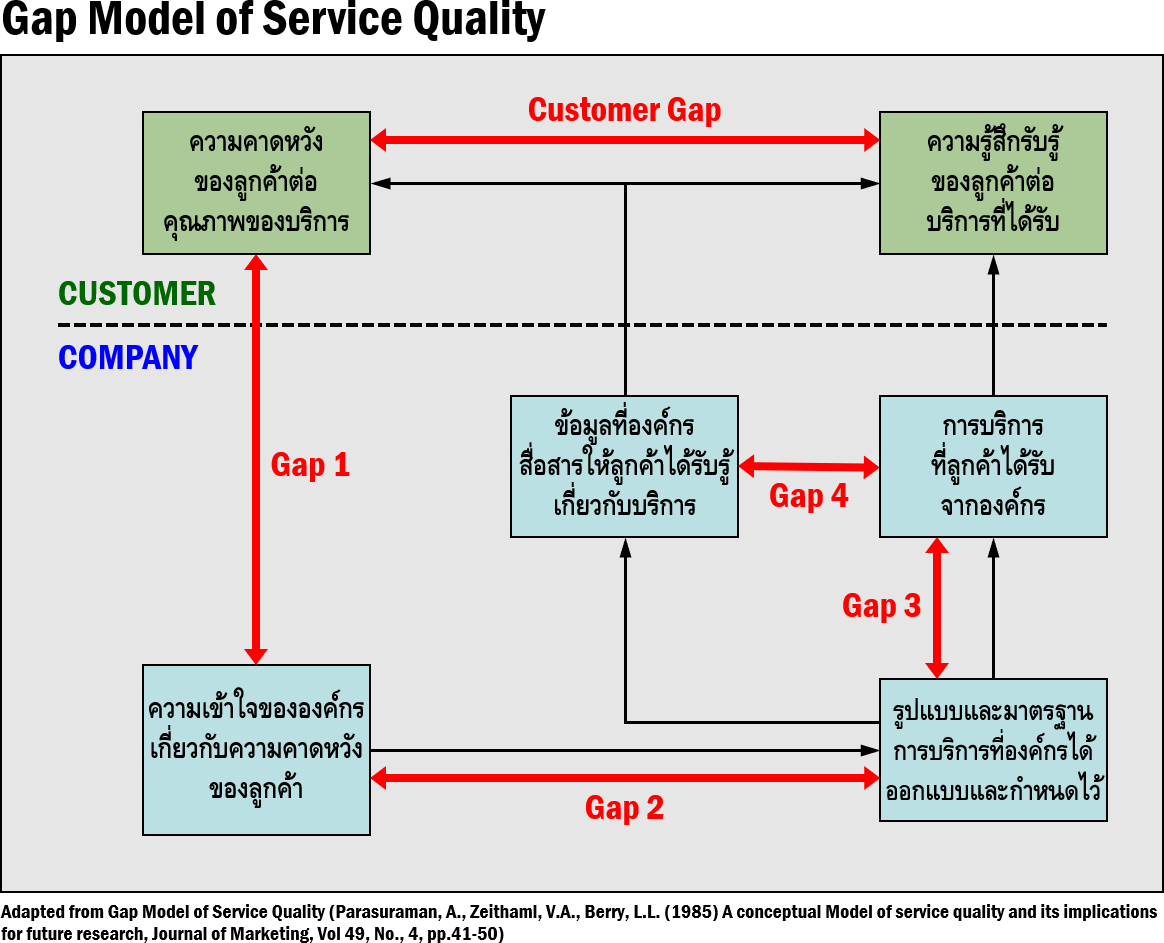 Gap Model of Service Quality
Customer Gap
ความคาดหวัง
ของลูกค้าต่อ
คุณภาพของบริการ
ความรู้สึกรับรู้
ของลูกค้าต่อ
บริการที่ได้รับ
CUSTOMER
COMPANY
Gap 1
ข้อมูลที่องค์กร
สื่อสารให้ลูกค้าได้รับรู้
เกี่ยวกับบริการ
Gap 4
การบริการ
ที่ลูกค้าได้รับ
จากองค์กร
Gap 3
ความเข้าใจขององค์กร
เกี่ยวกับความคาดหวัง
ของลูกค้า
Gap 2
รูปแบบและมาตรฐาน
การบริการที่องค์กรได้
ออกแบบและกำหนดไว้
Adapted from Gap Model of Service Quality (Parasuraman, A., Zeithaml, V.A., Berry, L.L. (1985) A conceptual Model of service quality and its implications
for future research, Journal of Marketing, Vol 49, No., 4, pp.41-50)